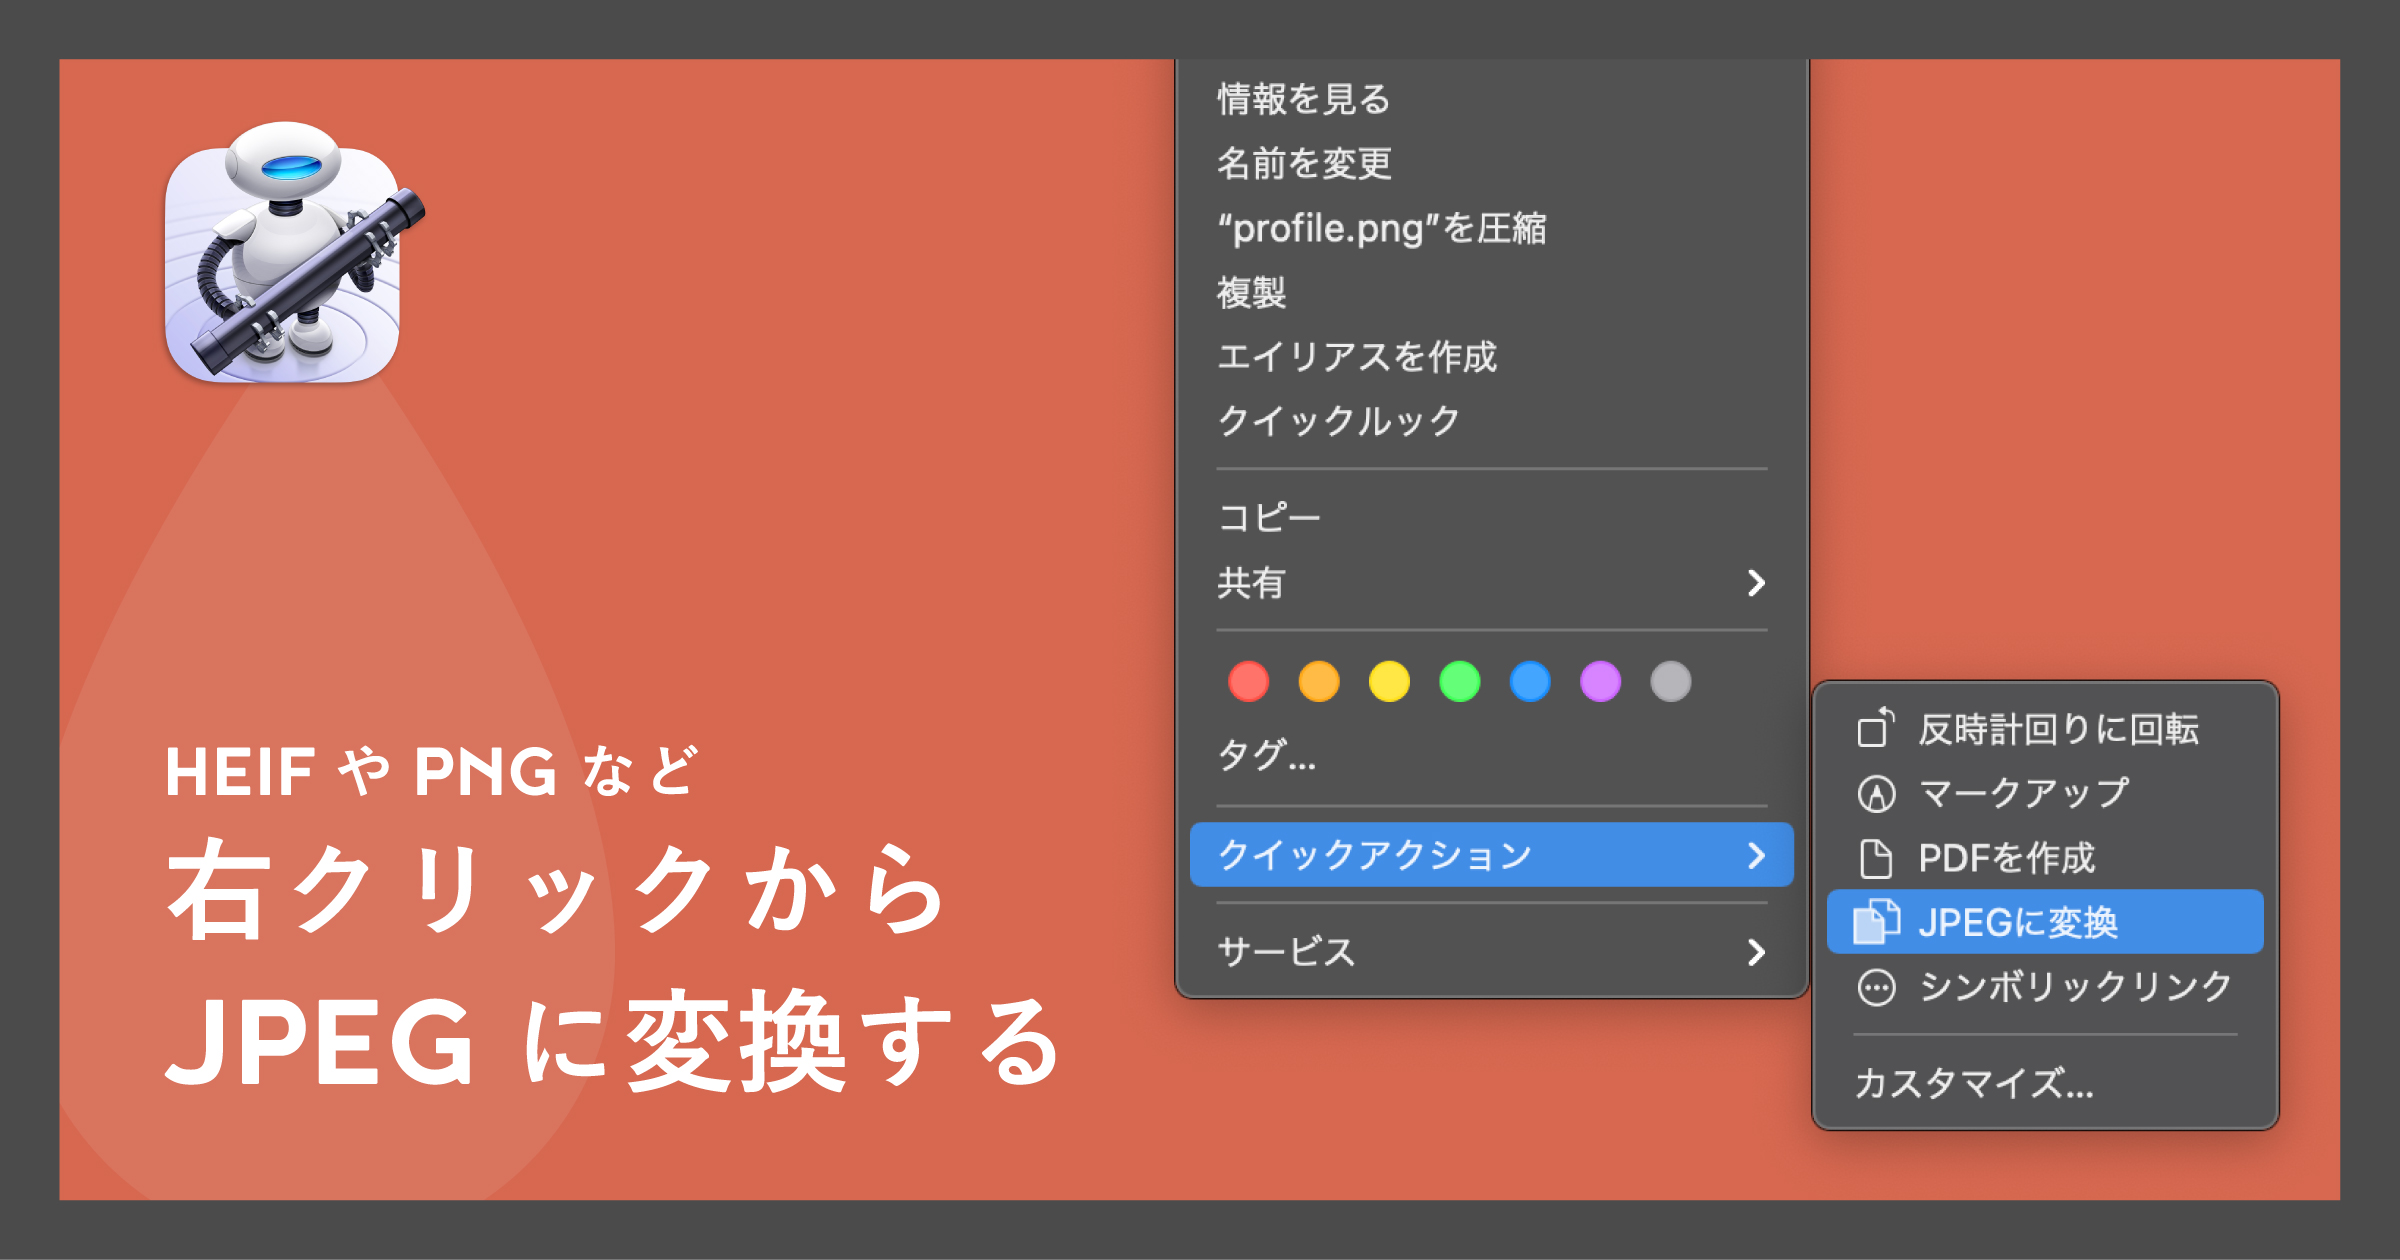 HEIF や PNG など
右クリックから
JPEG に変換する
情報を見る
名前を変更
“profile.png”を圧縮
複製
エイリアスを作成
クイックルック
コピー
共有
タグ...
クイックアクション
サービス
反時計回りに回転
マークアップ
PDFを作成
JPEGに変換
シンボリックリンク
カスタマイズ...